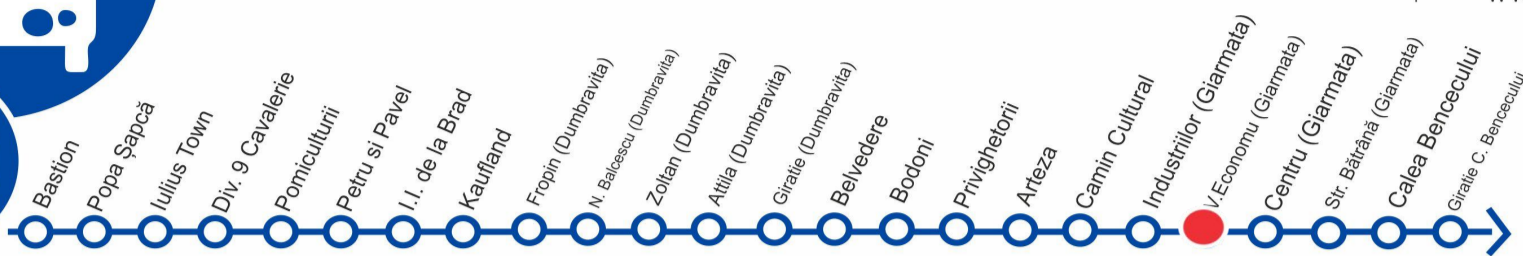 Bastion
Popa Șapcă
Iulius Town
Div. 9 Cavalerie
Pomiculturii
Petru si Pavel
I.I. de la Brad
Kaufland
Fropin (Dumbravita)
N. Balcescu (Dumbravita)
Zoltan (Dumbravita)
Attila (Dumbravita)
Giratie (Dumbravita)
Belvedere
Bodoni
Privighetorii
Arteza
Camin Cultural
Industriilor (Giarmata)
V.Economu (Giarmata)
Centru (Giarmata)
Str. Bătrână (Giarmata)
Calea Bencecului
Giratie C. Bencecului